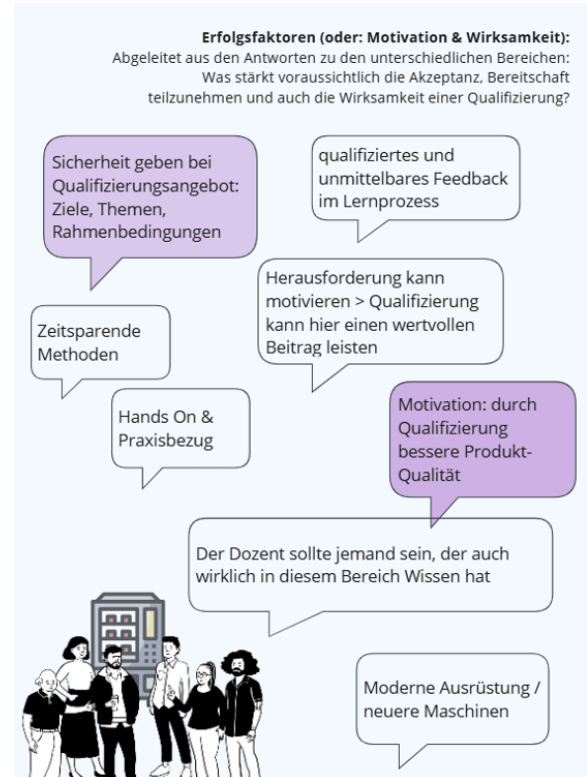 Erfolgsfaktoren (oder: Motivation & Wirksamkeit):
Abgeleitet aus den Antworten zu den unterschiedlichen Bereichen:
Was stärkt voraussichtlich die Akzeptanz, Bereitschaft
teilzunehmen und auch die Wirksamkeit einer Qualifizierung?
Sicherheit geben bei
Qualifizierungsangebot:
Ziele, Themen,
Rahmenbedingungen
qualifiziertes und
unmittelbares Feedback
im Lernprozess
Herausforderung kann
motivieren > Qualifizierung
kann hier einen wertvollen
Beitrag leisten
Zeitsparende
Methoden
Hands On &
Praxisbezug
Motivation: durch
Qualifizierung
bessere Produkt-
Qualität
Der Dozent sollte jemand sein, der auch
wirklich in diesem Bereich Wissen hat
Moderne Ausrüstung /
neuere Maschinen